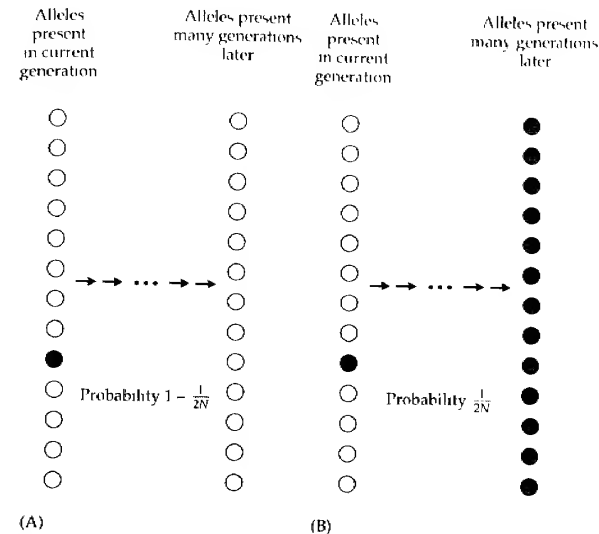 Alleles
present
in current
generation
Alleles present
many generations
later
Alleles
present
in current
generation
Alleles present
many generations
later
Probability 1 − 1/2N
Probability 1/2N
(A)
(B)